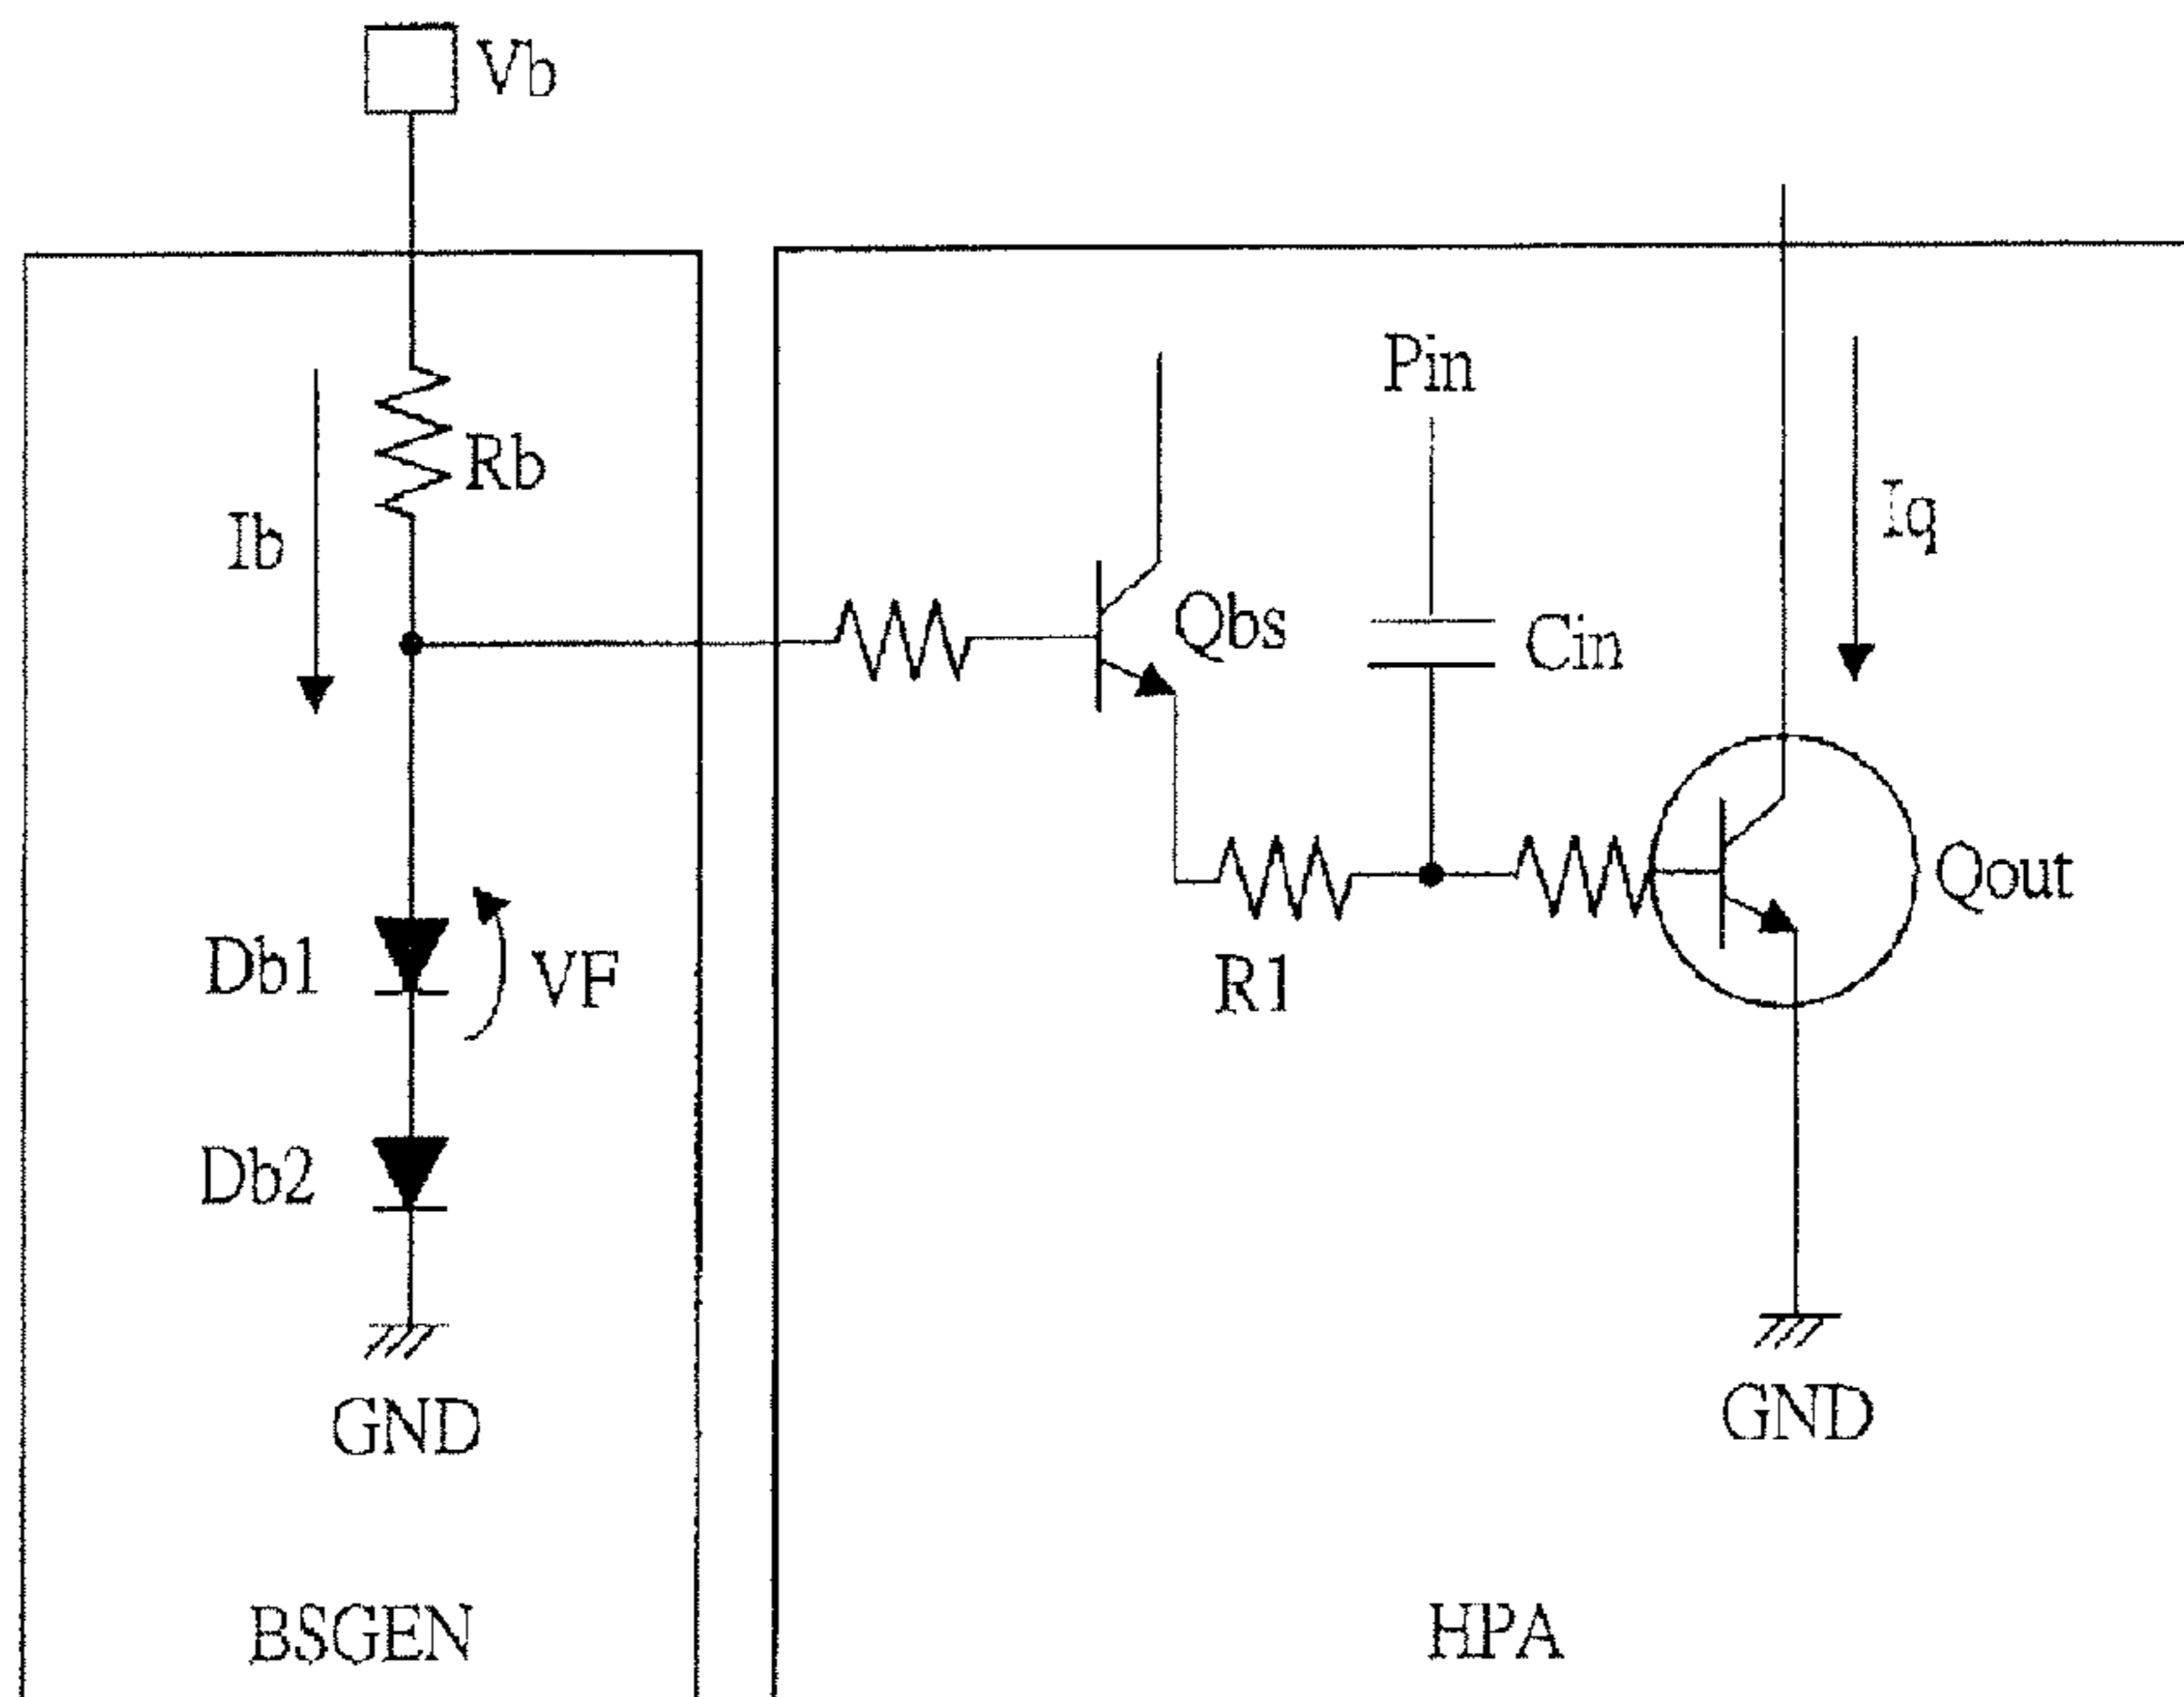 Vb
Rb
Ib
Db1
VF
Db2
GND
BSGEN
Pin
Iq
Qbs
Cin
Qout
R1
GND
HPA